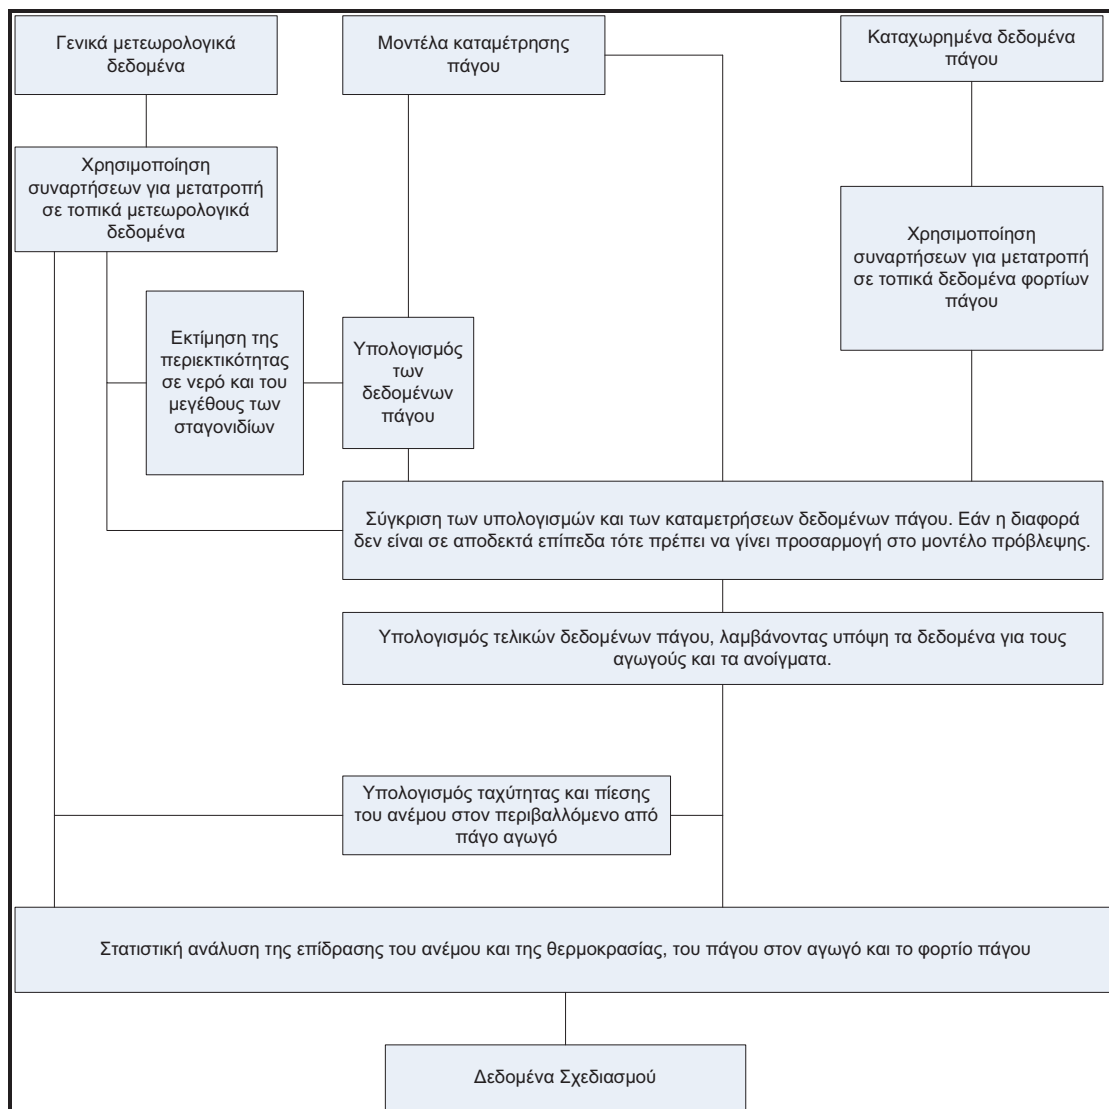 Γενικά μετεωρολογικά
δεδομένα
Μοντέλα καταμέτρησης
πάγου
Καταχωρημένα δεδομένα
πάγου
Χρησιμοποίηση
συναρτήσεων για μετατροπή
σε τοπικά μετεωρολογικά
δεδομένα
Χρησιμοποίηση
συναρτήσεων για μετατροπή
σε τοπικά δεδομένα φορτίων
πάγου
Εκτίμηση της
περιεκτικότητας
σε νερό και του
μεγέθους των
σταγονιδίων
Υπολογισμός
των
δεδομένων
πάγου
Σύγκριση των υπολογισμών και των καταμετρήσεων δεδομένων πάγου. Εάν η διαφορά
δεν είναι σε αποδεκτά επίπεδα τότε πρέπει να γίνει προσαρμογή στο μοντέλο πρόβλεψης.
Υπολογισμός τελικών δεδομένων πάγου, λαμβάνοντας υπόψη τα δεδομένα για τους
αγωγούς και τα ανοίγματα.
Υπολογισμός ταχύτητας και πίεσης
του ανέμου στον περιβαλλόμενο από
πάγο αγωγό
Στατιστική ανάλυση της επίδρασης του ανέμου και της θερμοκρασίας, του πάγου στον αγωγό και το φορτίο πάγου
Δεδομένα Σχεδιασμού